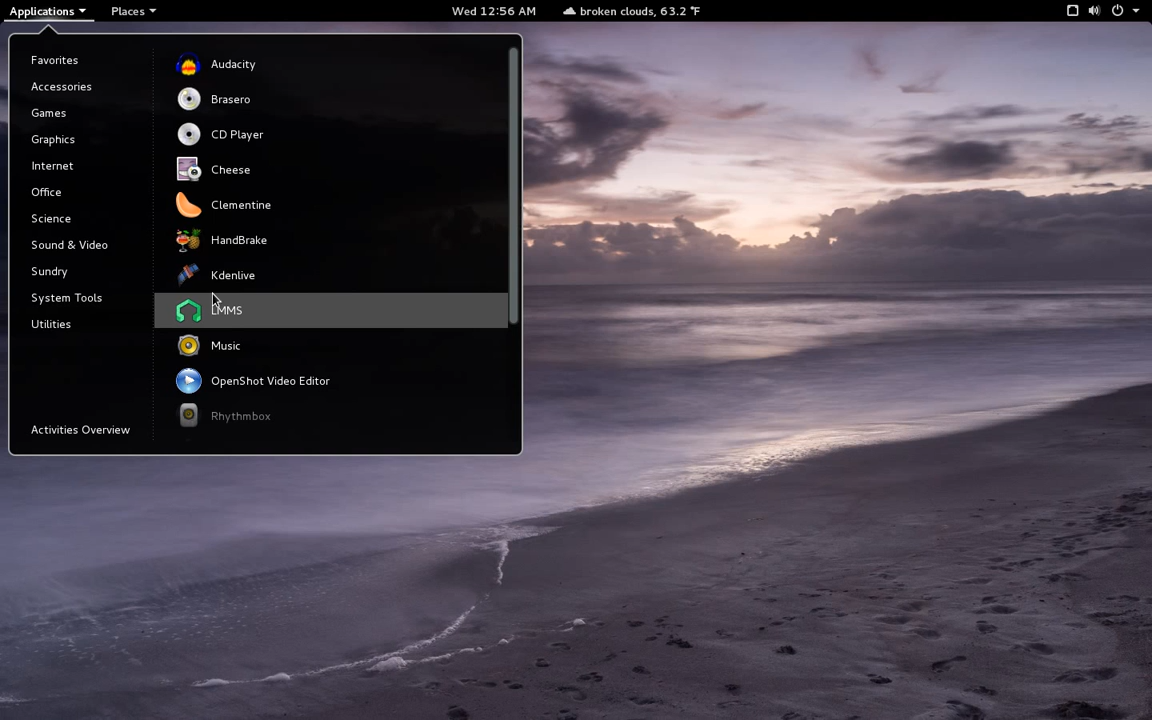 Applications Places Wed 12:56 AM broken clouds, 63.2 °F
Favorites
Accessories
Games
Graphics
Internet
Office
Science
Sound & Video
Sundry
System Tools
Utilities
Activities Overview
Audacity
Brasero
CD Player
Cheese
Clementine
HandBrake
Kdenlive
LMMS
Music
OpenShot Video Editor
Rhythmbox